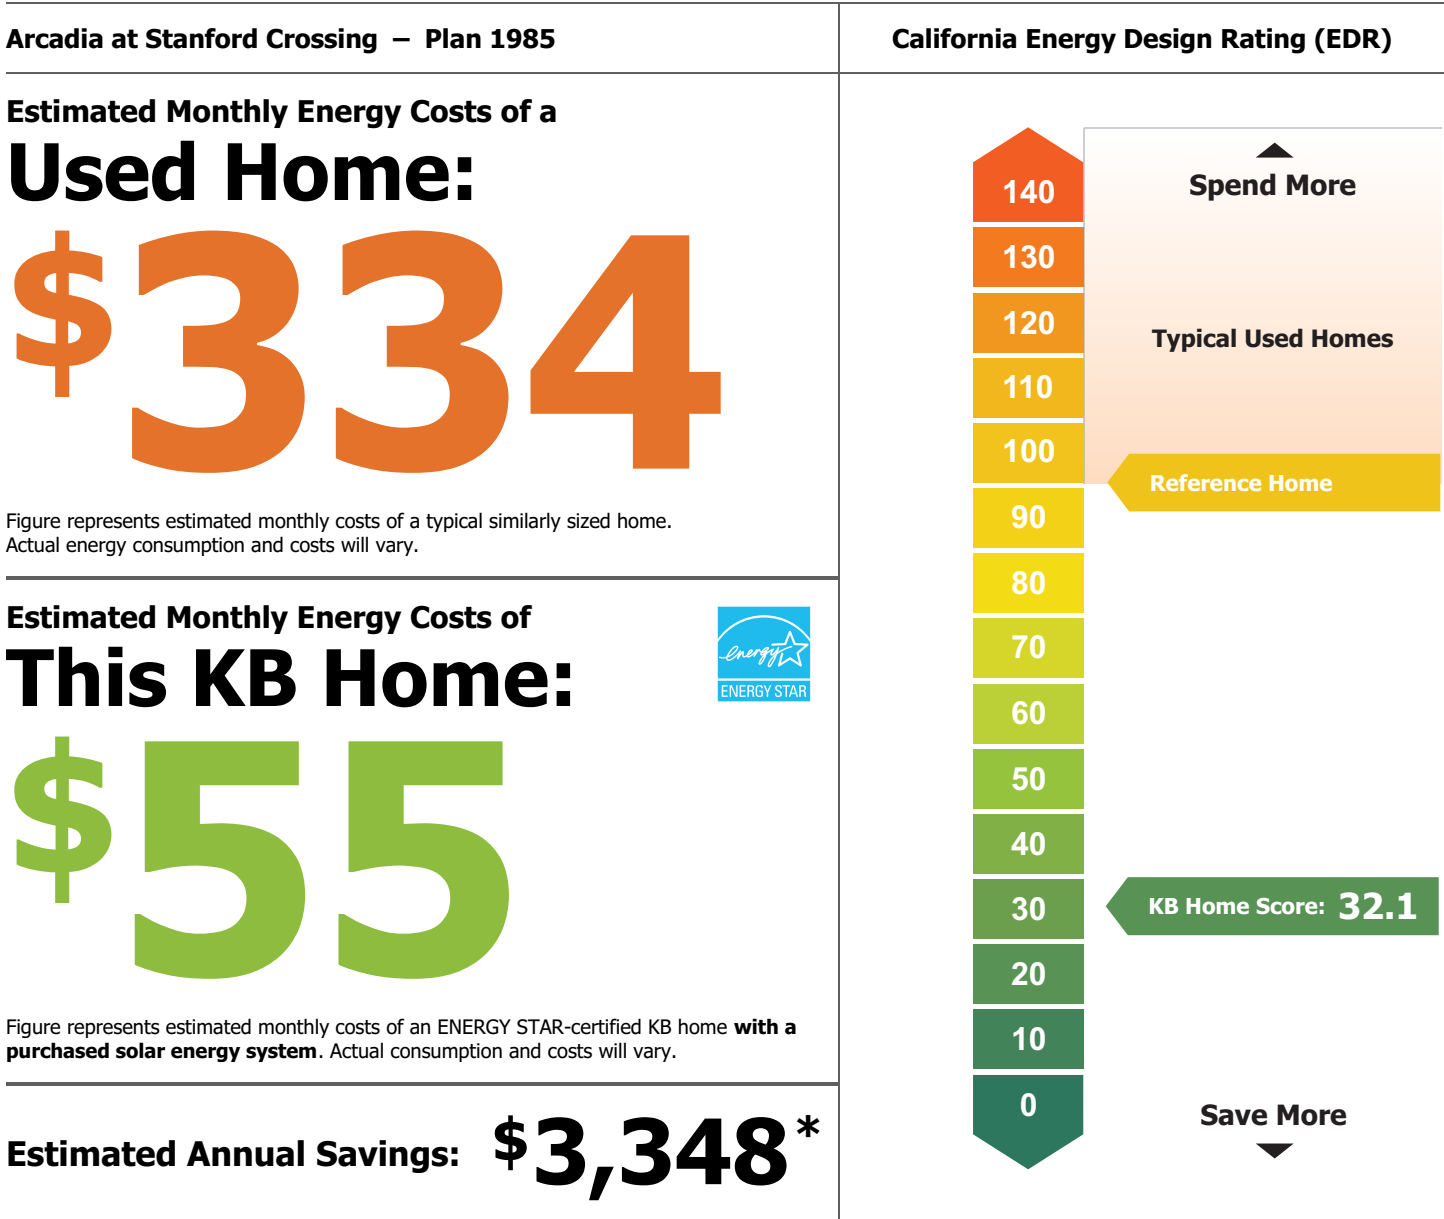 Arcadia at Stanford Crossing – Plan 1985
Estimated Monthly Energy Costs of a
Used Home:
$334
Figure represents estimated monthly costs of a typical similarly sized home.
Actual energy consumption and costs will vary.
Estimated Monthly Energy Costs of
This KB Home:
energy
ENERGY STAR
$55
Figure represents estimated monthly costs of an ENERGY STAR-certified KB home with a
purchased solar energy system. Actual consumption and costs will vary.
Estimated Annual Savings: $3,348*
California Energy Design Rating (EDR)
140
Spend More
130
120
Typical Used Homes
110
100
Reference Home
90
80
70
60
50
40
30
KB Home Score: 32.1
20
10
0
Save More